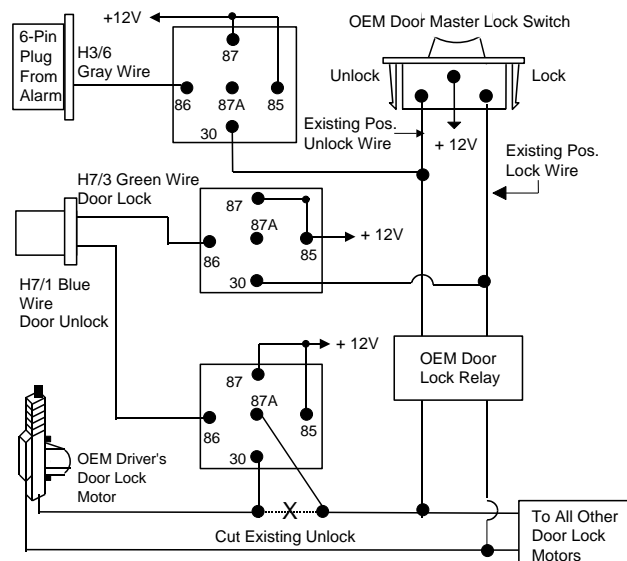 6-Pin
Plug
From
Alarm
H3/6
Gray Wire
+12V
87
86
87A
85
30
OEM Door Master Lock Switch
Unlock
Lock
Existing Pos.
Unlock Wire
+ 12V
Existing Pos.
Lock Wire
H7/3 Green Wire
Door Lock
87
87A
86
85
30
+ 12V
H7/1 Blue
Wire
Door Unlock
OEM Door
Lock Relay
+ 12V
87
87A
86
85
30
OEM Driver's
Door Lock
Motor
X
Cut Existing Unlock
To All Other
Door Lock
Motors